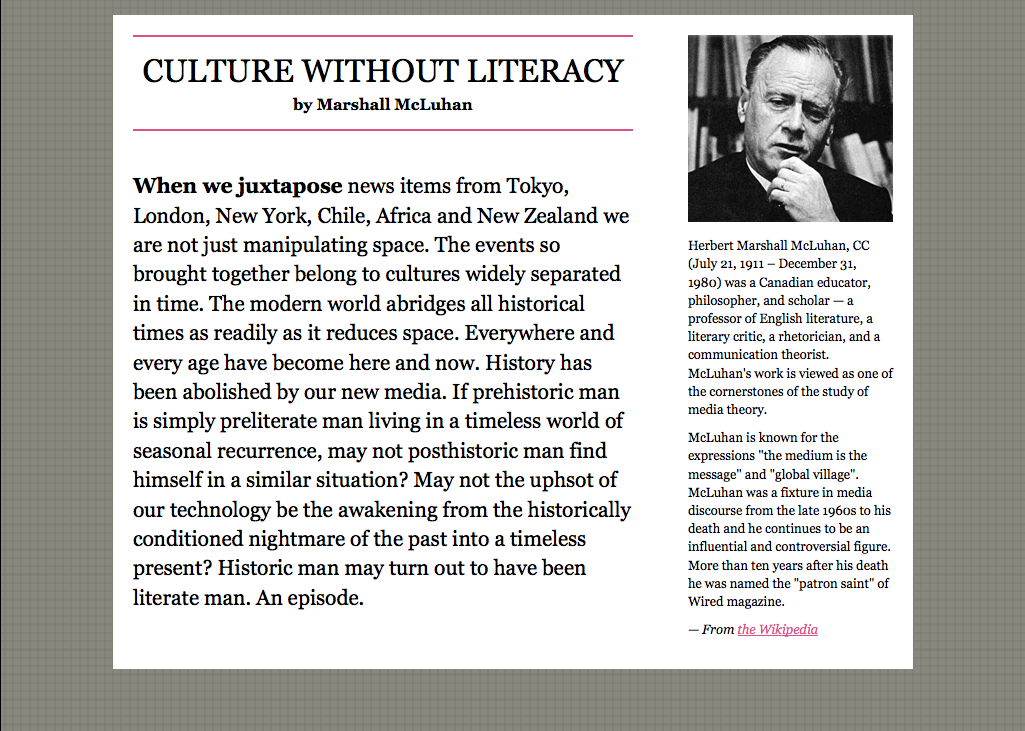 CULTURE WITHOUT LITERACY
by Marshall McLuhan
When we juxtapose news items from Tokyo,
London, New York, Chile, Africa and New Zealand we
are not just manipulating space. The events so
brought together belong to cultures widely separated
in time. The modern world abridges all historical
times as readily as it reduces space. Everywhere and
every age have become here and now. History has
been abolished by our new media. If prehistoric man
is simply preliterate man living in a timeless world of
seasonal recurrence, may not posthistoric man find
himself in a similar situation? May not the uphsot of
our technology be the awakening from the historically
conditioned nightmare of the past into a timeless
present? Historic man may turn out to have been
literate man. An episode.
Herbert Marshall McLuhan, CC
(July 21, 1911 – December 31,
1980) was a Canadian educator,
philosopher, and scholar — a
professor of English literature, a
literary critic, a rhetorician, and a
communication theorist.
McLuhan's work is viewed as one of
the cornerstones of the study of
media theory.
McLuhan is known for the
expressions "the medium is the
message" and "global village".
McLuhan was a fixture in media
discourse from the late 1960s to his
death and he continues to be an
influential and controversial figure.
More than ten years after his death
he was named the "patron saint" of
Wired magazine.
— From the Wikipedia